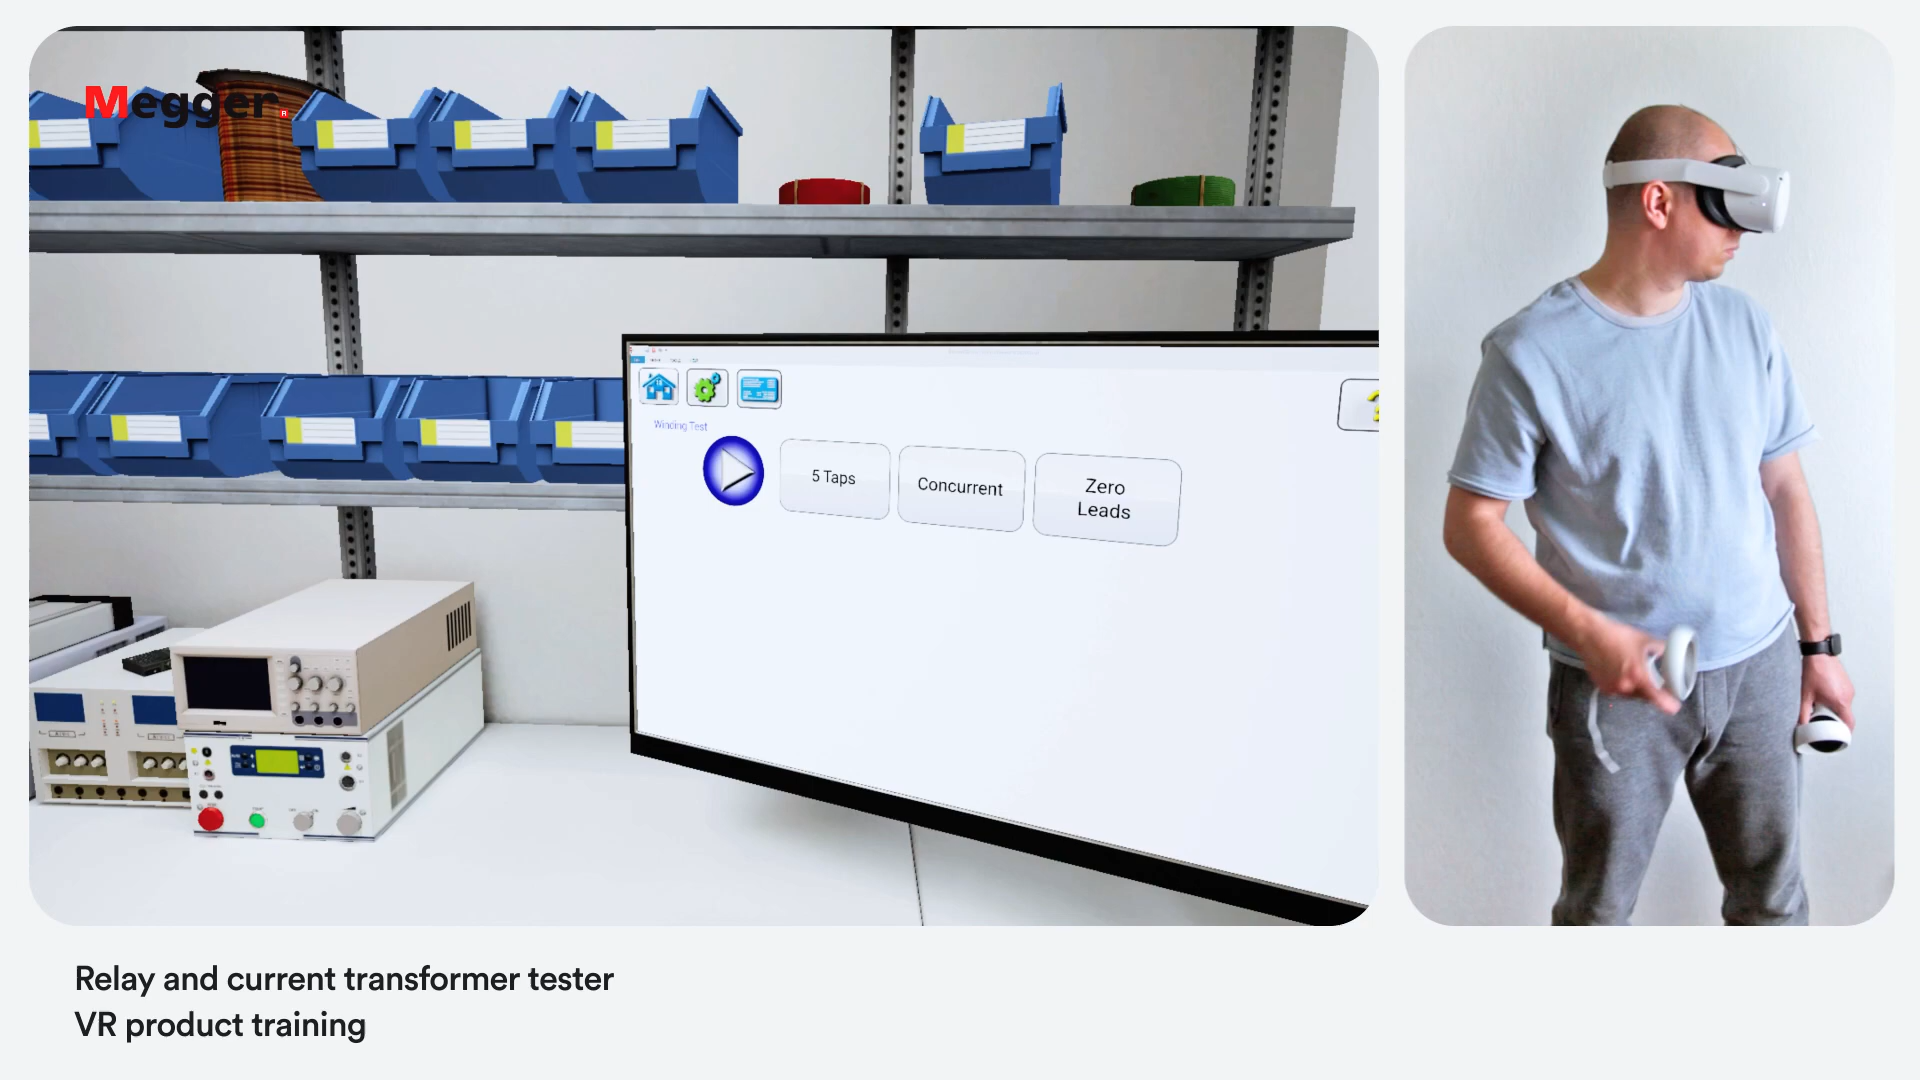 Megger
Winding Test
5 Taps
Concurrent
Zero
Leads
?
Relay and current transformer tester
VR product training